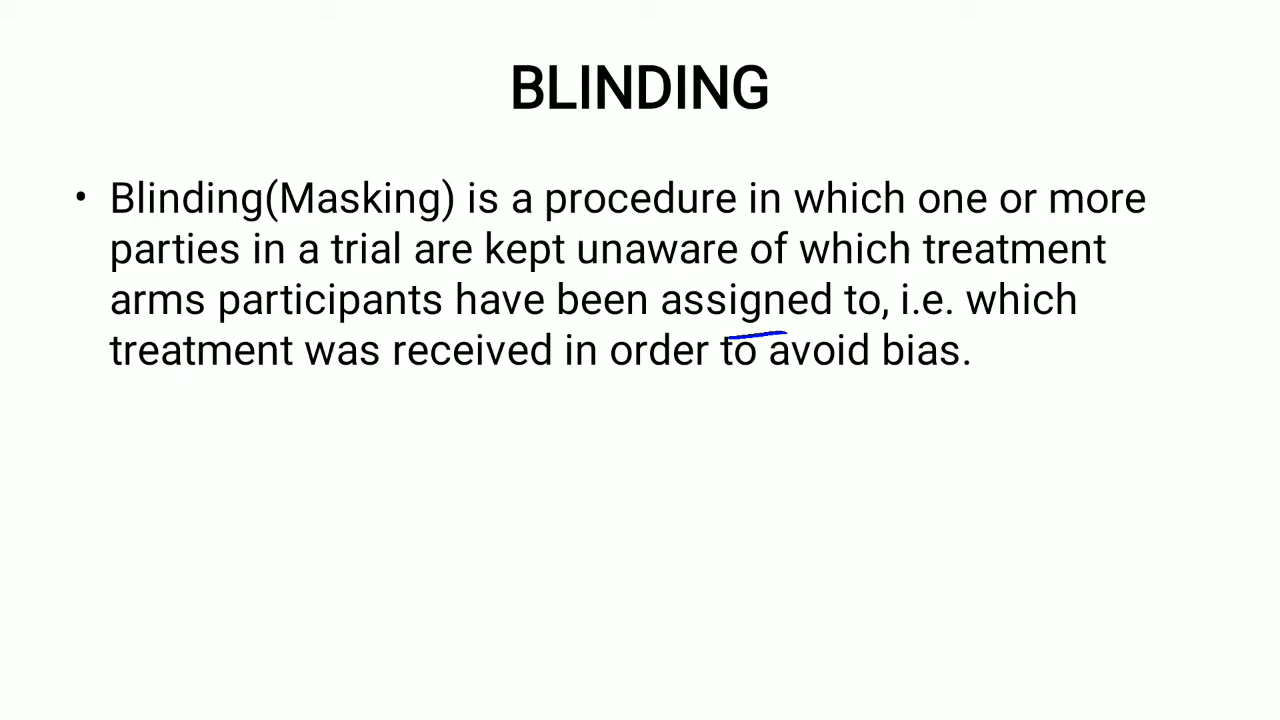 BLINDING
• Blinding(Masking) is a procedure in which one or more
parties in a trial are kept unaware of which treatment
arms participants have been assigned to, i.e. which
treatment was received in order to avoid bias.